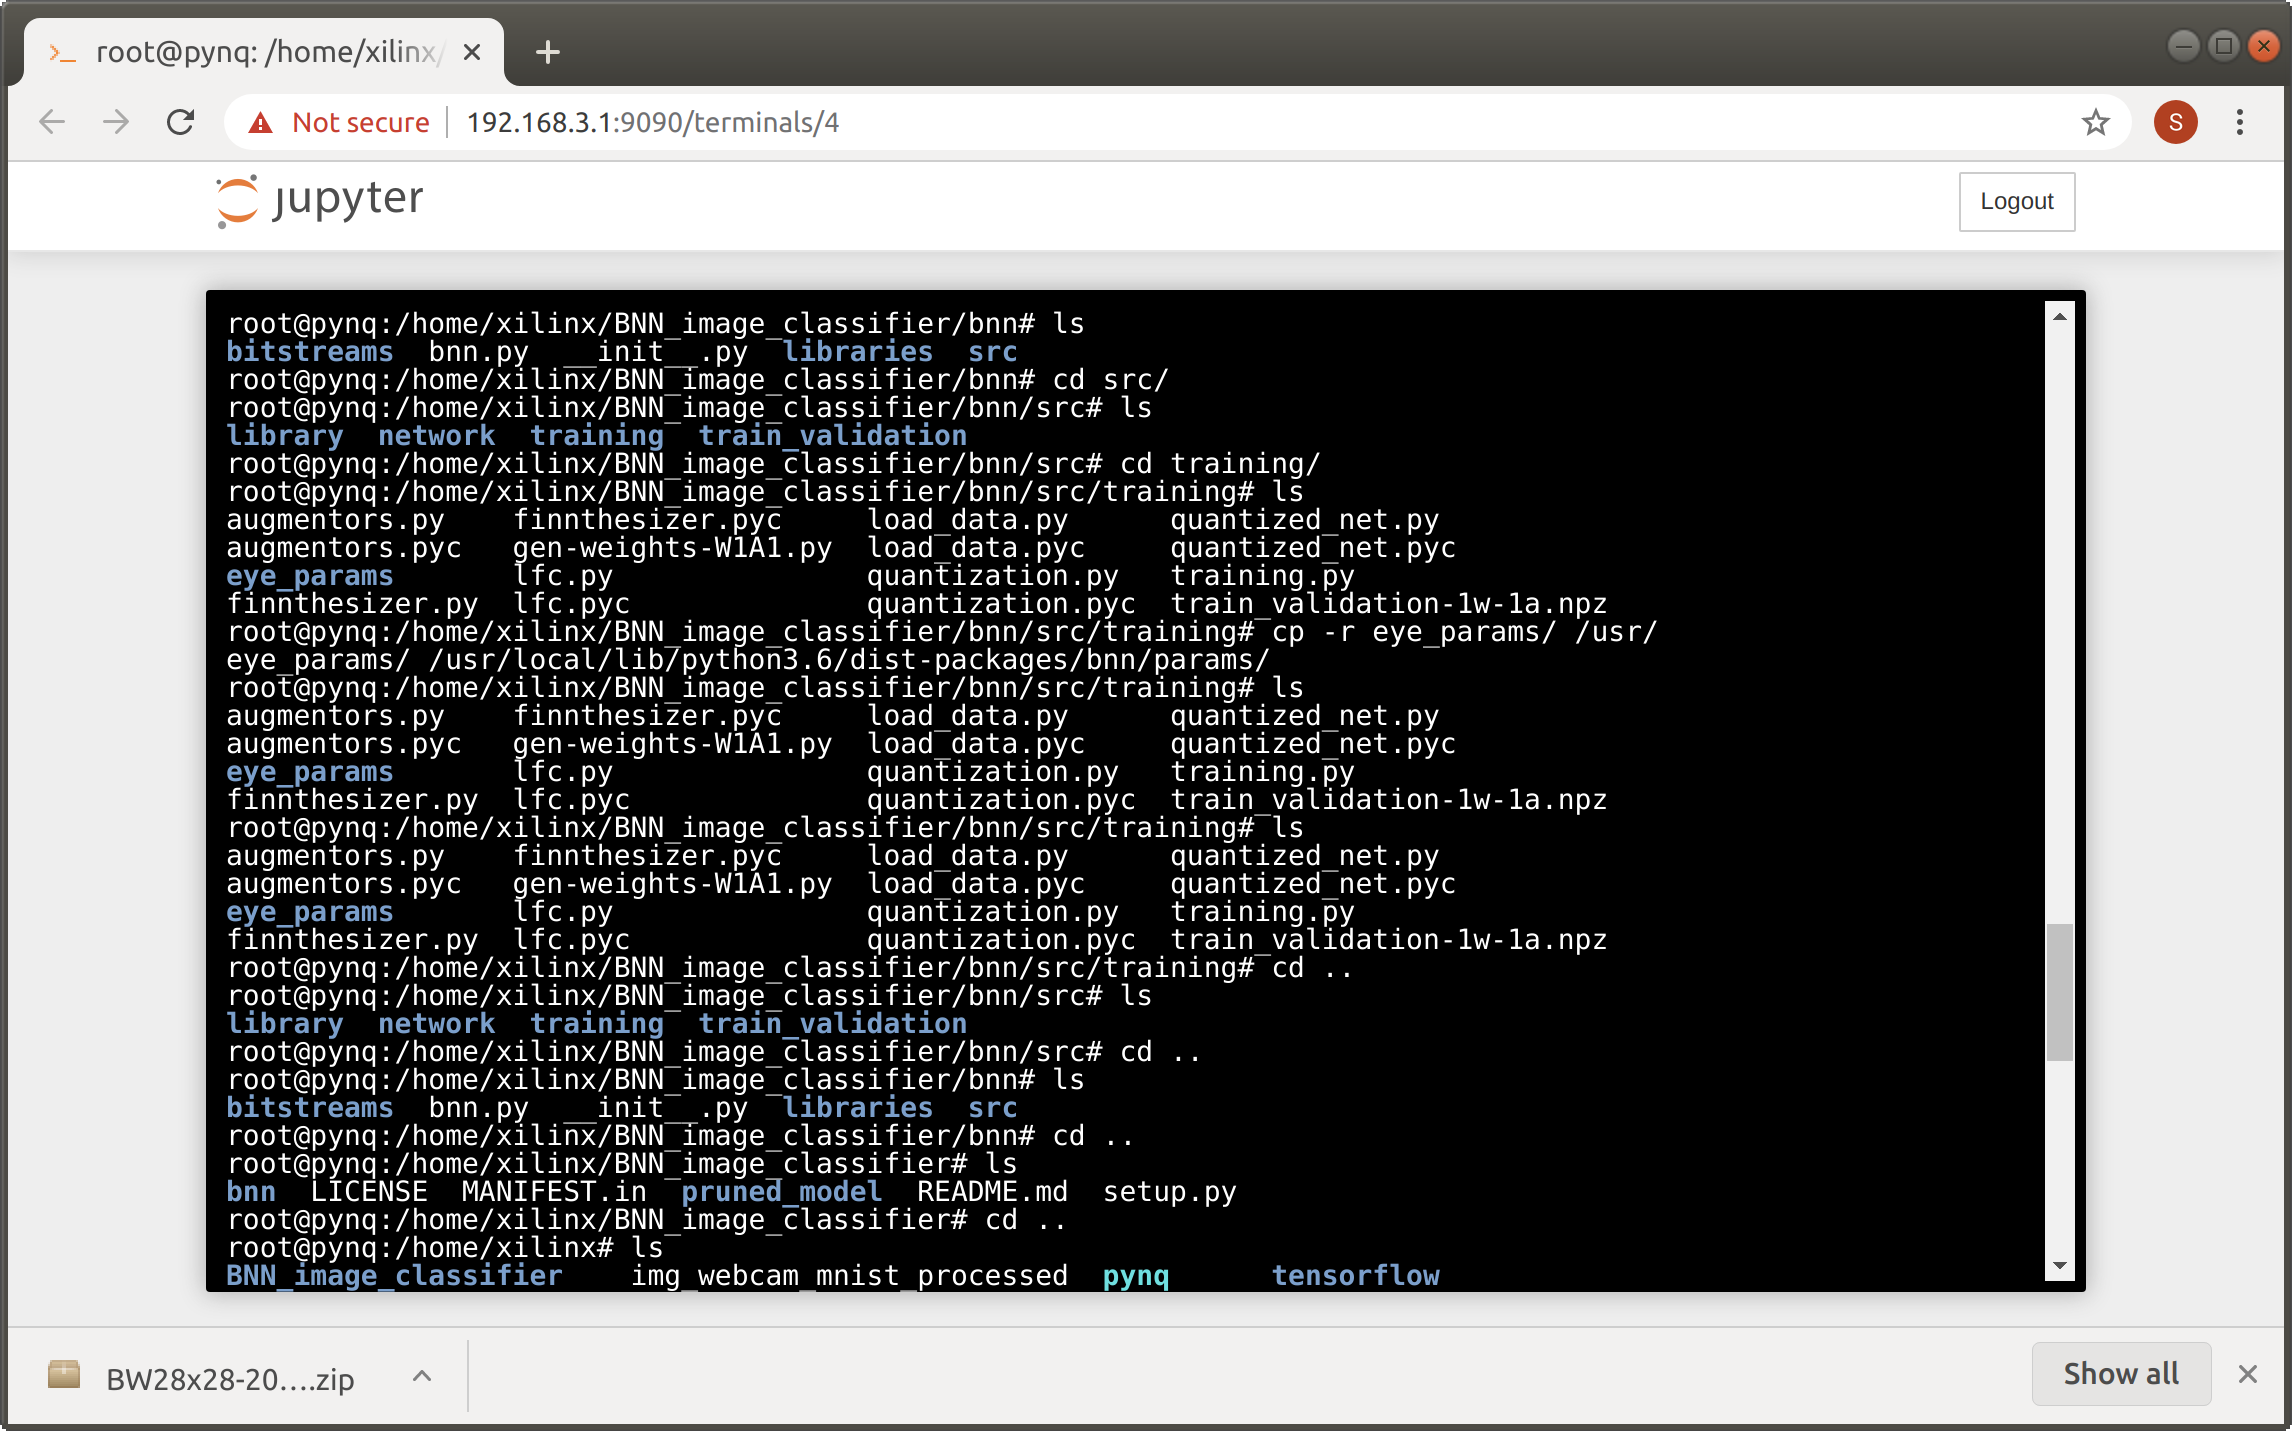 root@pynq: /home/xilinx/
Not secure 192.168.3.1:9090/terminals/4
S
jupyter
Logout
root@pynq:/home/xilinx/BNN_image_classifier/bnn# ls
bitstreams  bnn.py  __init__.py  libraries  src
root@pynq:/home/xilinx/BNN_image_classifier/bnn# cd src/
root@pynq:/home/xilinx/BNN_image_classifier/bnn/src# ls
library  network  training  train_validation
root@pynq:/home/xilinx/BNN_image_classifier/bnn/src# cd training/
root@pynq:/home/xilinx/BNN_image_classifier/bnn/src/training# ls
augmentors.py    finnthesizer.pyc     load_data.py      quantized_net.py
augmentors.pyc   gen-weights-W1A1.py  load_data.pyc     quantized_net.pyc
eye_params       lfc.py               quantization.py   training.py
finnthesizer.py  lfc.pyc              quantization.pyc  train_validation-1w-1a.npz
root@pynq:/home/xilinx/BNN_image_classifier/bnn/src/training# cp -r eye_params/ /usr/
eye_params/ /usr/local/lib/python3.6/dist-packages/bnn/params/
root@pynq:/home/xilinx/BNN_image_classifier/bnn/src/training# ls
augmentors.py    finnthesizer.pyc     load_data.py      quantized_net.py
augmentors.pyc   gen-weights-W1A1.py  load_data.pyc     quantized_net.pyc
eye_params       lfc.py               quantization.py   training.py
finnthesizer.py  lfc.pyc              quantization.pyc  train_validation-1w-1a.npz
root@pynq:/home/xilinx/BNN_image_classifier/bnn/src/training# ls
augmentors.py    finnthesizer.pyc     load_data.py      quantized_net.py
augmentors.pyc   gen-weights-W1A1.py  load_data.pyc     quantized_net.pyc
eye_params       lfc.py               quantization.py   training.py
finnthesizer.py  lfc.pyc              quantization.pyc  train_validation-1w-1a.npz
root@pynq:/home/xilinx/BNN_image_classifier/bnn/src/training# cd ..
root@pynq:/home/xilinx/BNN_image_classifier/bnn/src# ls
library  network  training  train_validation
root@pynq:/home/xilinx/BNN_image_classifier/bnn/src# cd ..
root@pynq:/home/xilinx/BNN_image_classifier/bnn# ls
bitstreams  bnn.py  __init__.py  libraries  src
root@pynq:/home/xilinx/BNN_image_classifier/bnn# cd ..
root@pynq:/home/xilinx/BNN_image_classifier# ls
bnn  LICENSE  MANIFEST.in  pruned_model  README.md  setup.py
root@pynq:/home/xilinx/BNN_image_classifier# cd ..
root@pynq:/home/xilinx# ls
BNN_image_classifier    img_webcam_mnist_processed  pynq      tensorflow
BW28x28-20....zip
Show all